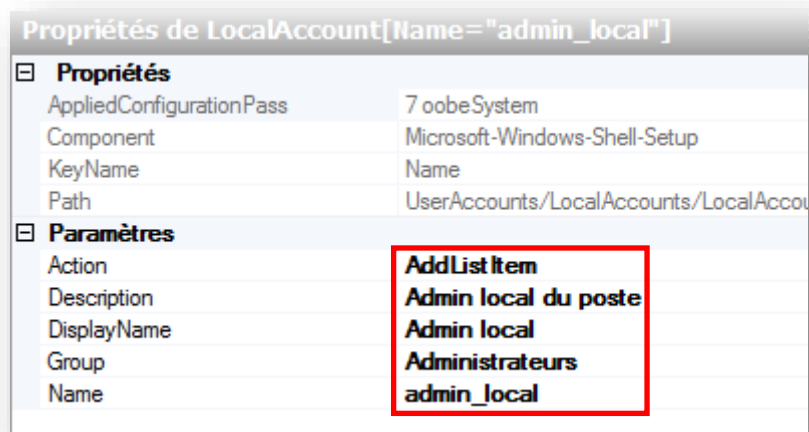 Propriétés de LocalAccount[Name="admin_local"]
Propriétés
AppliedConfigurationPass 7 oobeSystem
Component Microsoft-Windows-Shell-Setup
KeyName Name
Path UserAccounts/LocalAccounts/LocalAccou
Paramètres
Action AddListItem
Description Admin local du poste
DisplayName Admin local
Group Administrateurs
Name admin_local